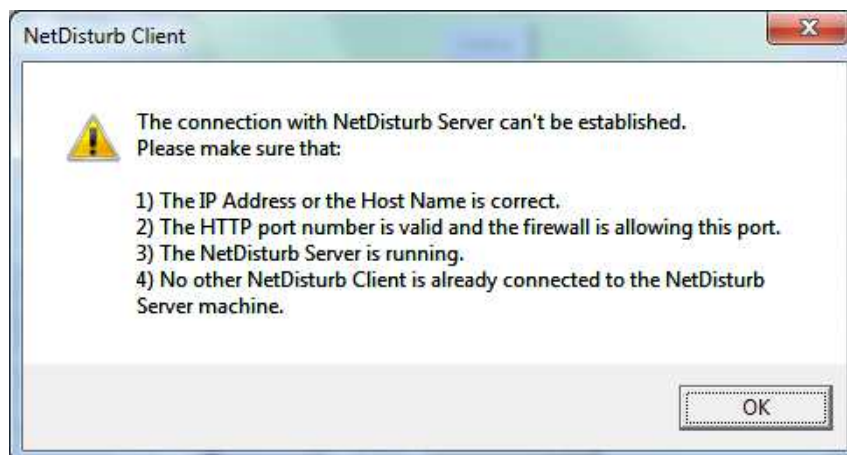 NetDisturb Client
The connection with NetDisturb Server can't be established.
Please make sure that:
1) The IP Address or the Host Name is correct.
2) The HTTP port number is valid and the firewall is allowing this port.
3) The NetDisturb Server is running.
4) No other NetDisturb Client is already connected to the NetDisturb
Server machine.
OK